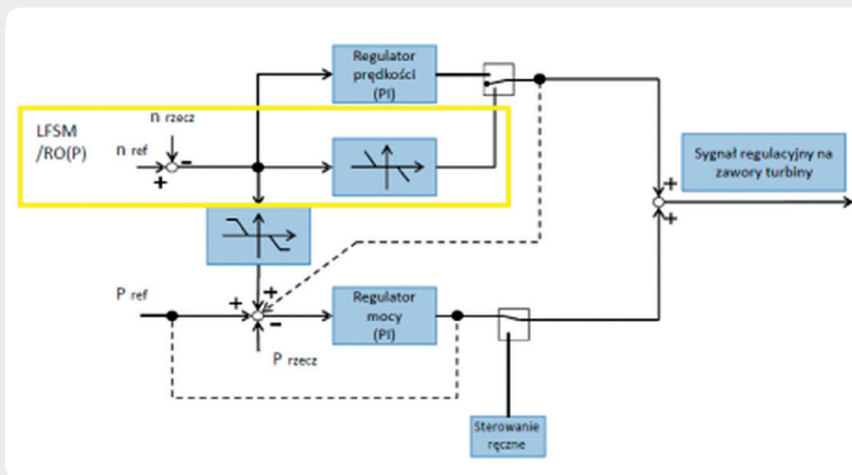 Regulator
prędkości
(PI)
LFSM
/RO(P)
n rzecz
n ref
-
+
Sygnał regulacyjny na
zawory turbiny
+
+
P ref
+
+
-
P rzecz
Regulator
mocy
(PI)
Sterowanie
ręczne